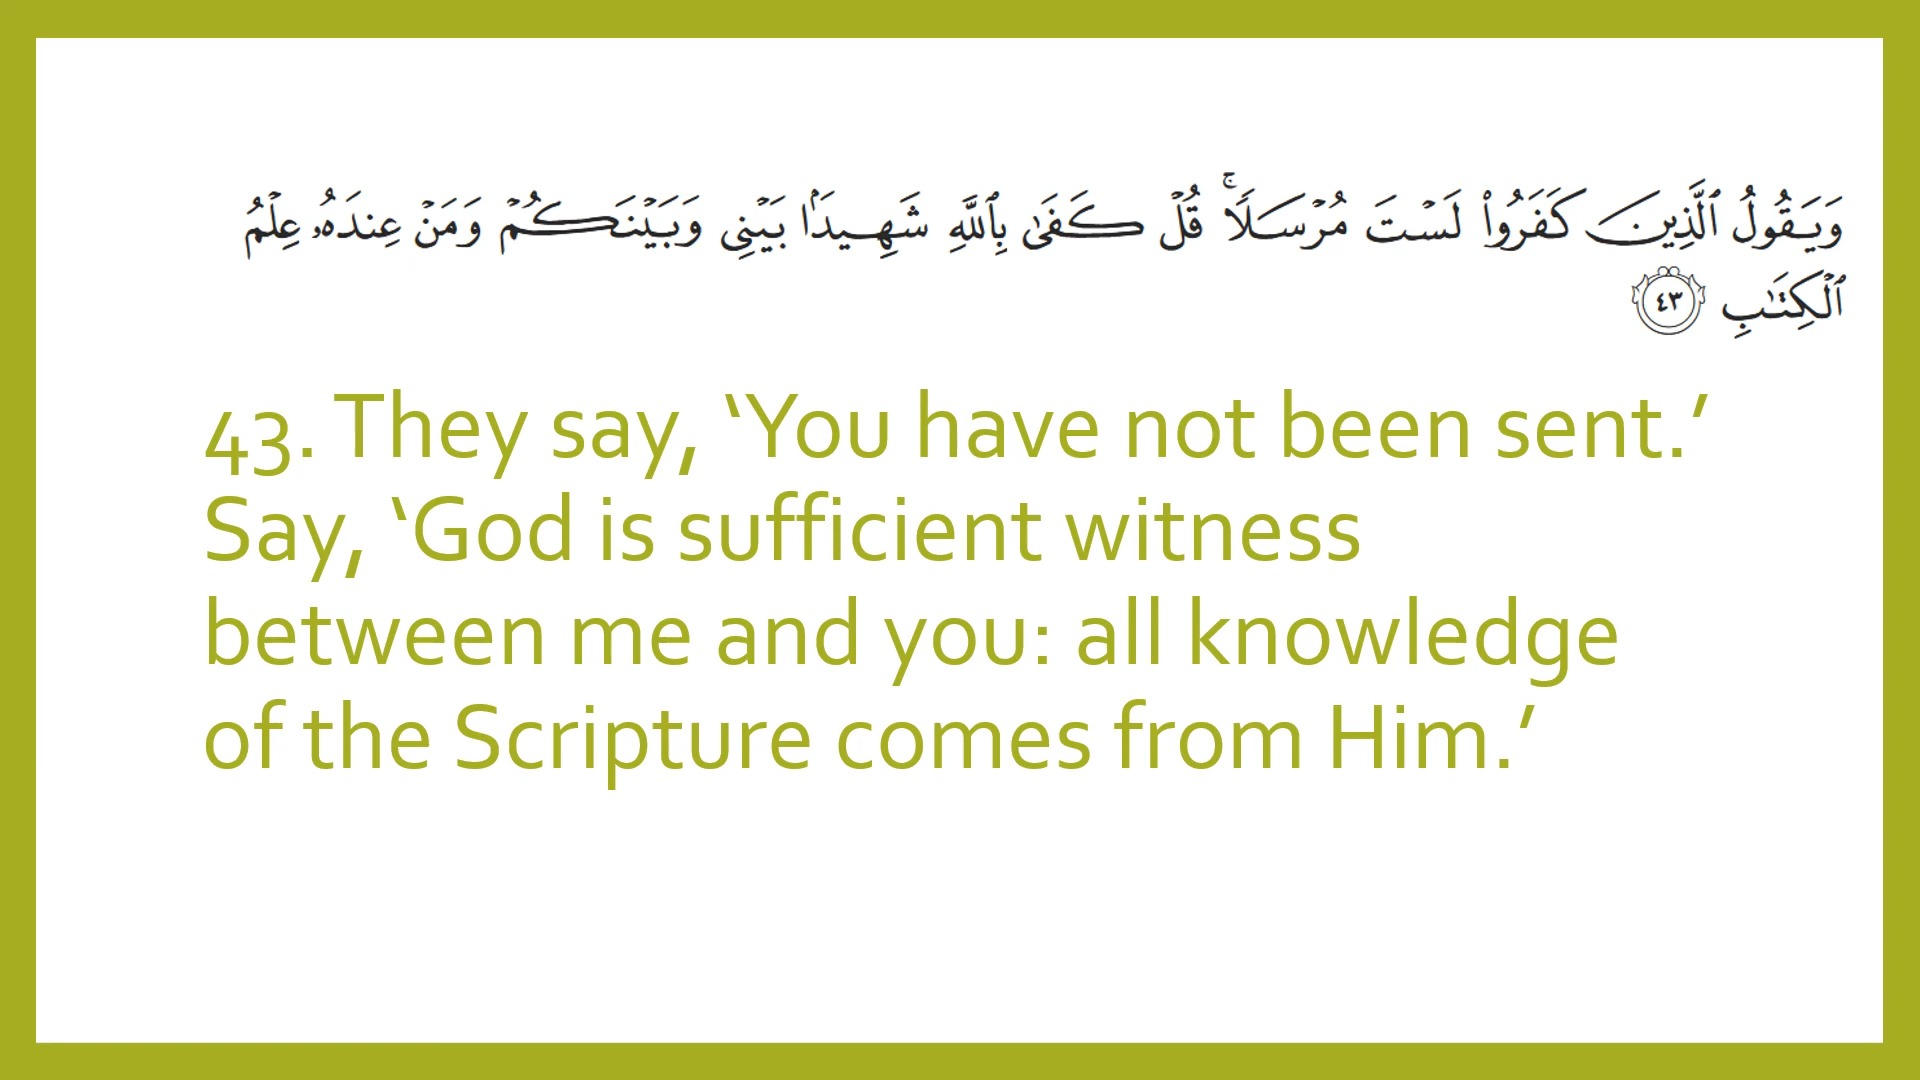 وَيَقُولُ ٱلَّذِينَ كَفَرُوا۟ لَسْتَ مُرْسَلًا ۚ قُلْ كَفَىٰ بِٱللَّهِ شَهِيدًۢا بَيْنِى وَبَيْنَكُمْ وَمَنْ عِندَهُۥ عِلْمُ
ٱلْكِتَٰبِ ٤٣
43. They say, ‘You have not been sent.’
Say, ‘God is sufficient witness
between me and you: all knowledge
of the Scripture comes from Him.’